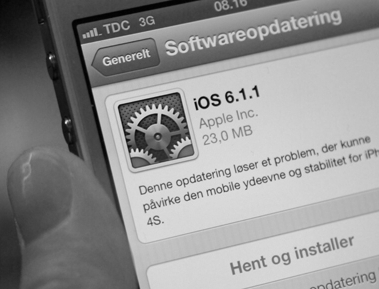 TDC 3G 08.16
Generelt Softwareopdatering
iOS 6.1.1
Apple Inc.
23,0 MB
Denne opdatering løser et problem, der kunne
påvirke den mobile ydeevne og stabilitet for
4S.
Hent og installer
opdatering